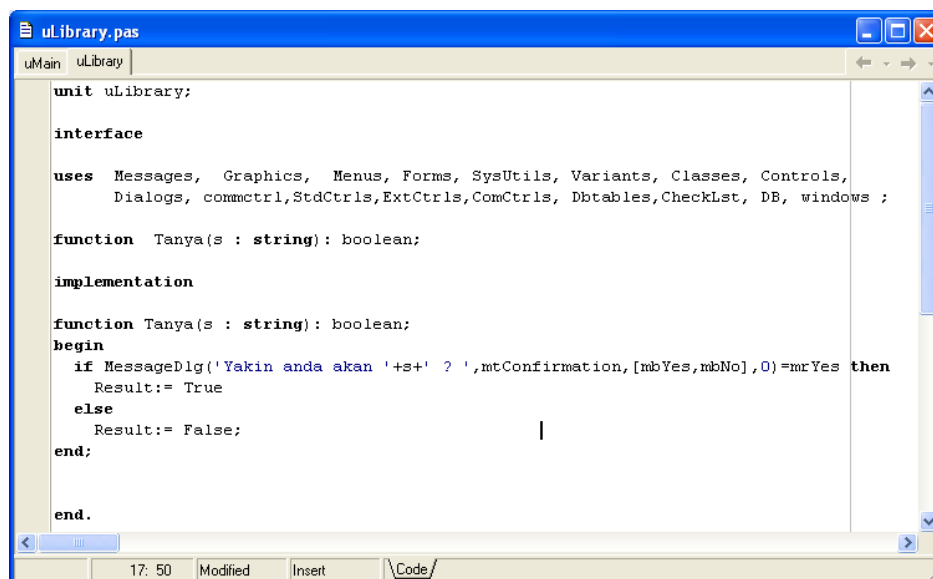 uLibrary.pas
uMain uLibrary
unit uLibrary;
interface
uses  Messages,  Graphics,  Menus, Forms, SysUtils, Variants, Classes, Controls,
      Dialogs, commctrl,StdCtrls,ExtCtrls,ComCtrls, Dbtables,CheckLst, DB, windows ;
function  Tanya(s : string): boolean;
implementation
function Tanya(s : string): boolean;
begin
  if MessageDlg('Yakin anda akan '+s+' ? ',mtConfirmation,[mbYes,mbNo],0)=mrYes then
    Result:= True
  else
    Result:= False;
end;
end.
17: 50 Modified Insert \Code/